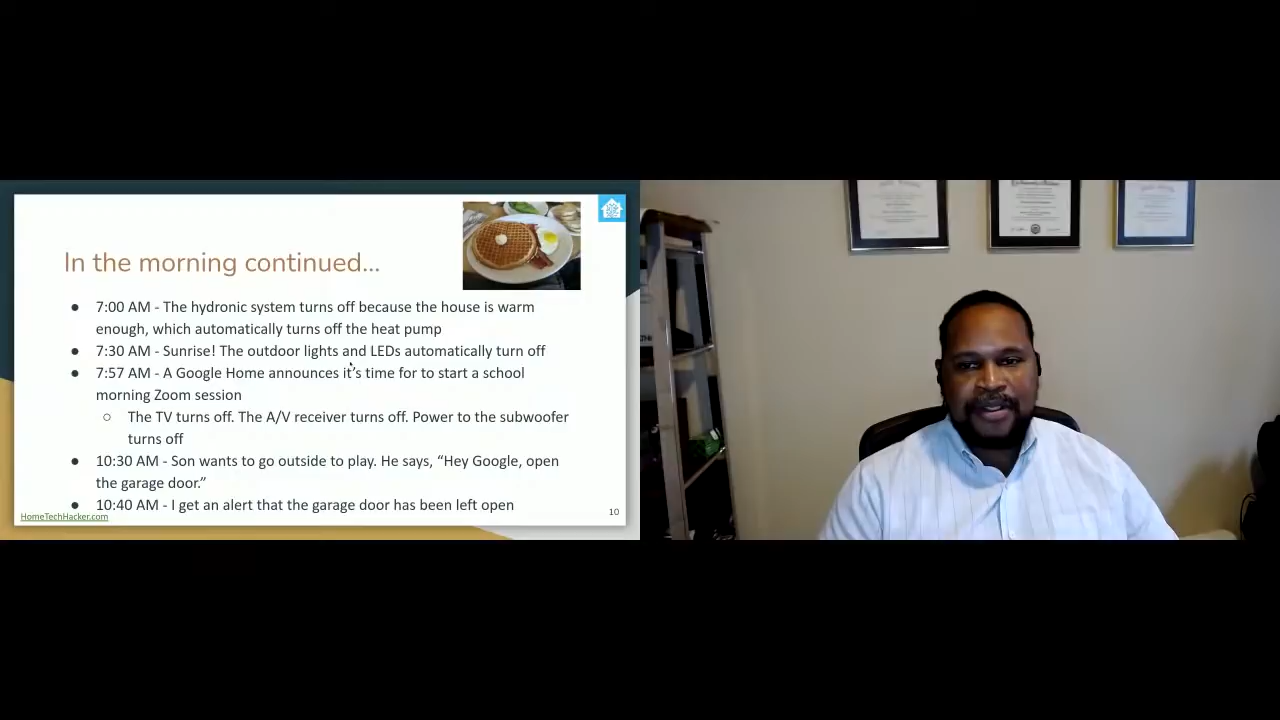 In the morning continued...
● 7:00 AM - The hydronic system turns off because the house is warm
enough, which automatically turns off the heat pump
● 7:30 AM - Sunrise! The outdoor lights and LEDs automatically turn off
● 7:57 AM - A Google Home announces it's time for to start a school
morning Zoom session
○ The TV turns off. The A/V receiver turns off. Power to the subwoofer
turns off
● 10:30 AM - Son wants to go outside to play. He says, “Hey Google, open
the garage door.”
● 10:40 AM - I get an alert that the garage door has been left open
HomeTechHacker.com
10